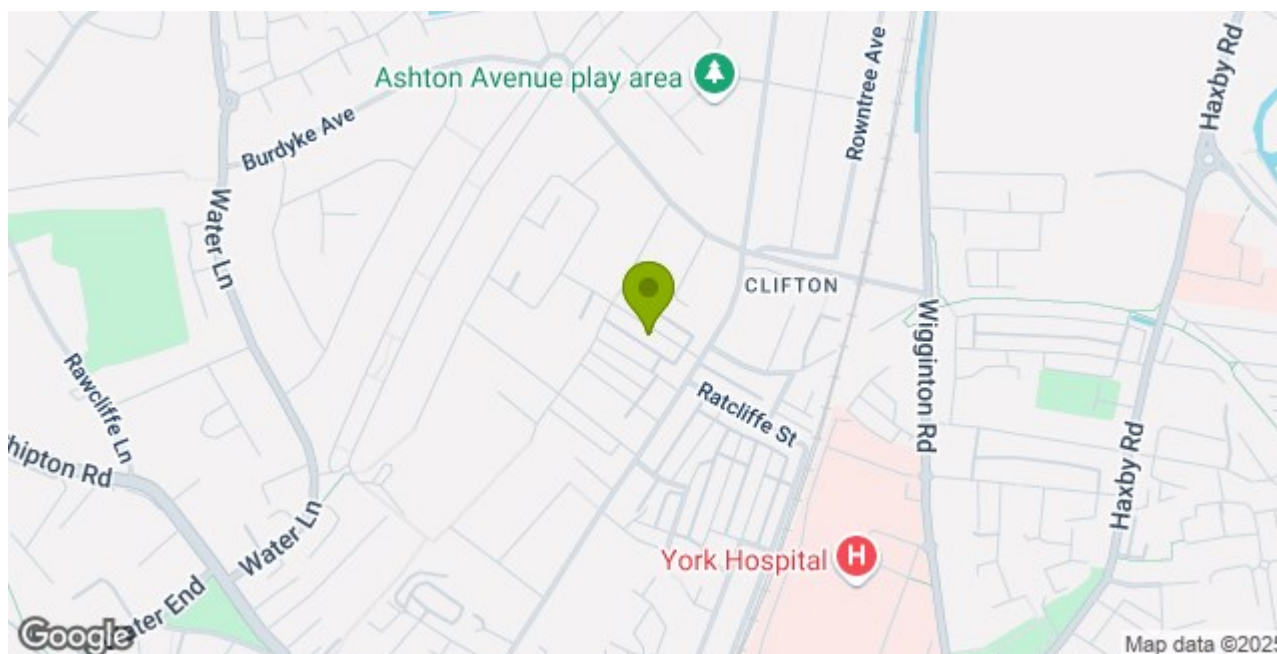 Ashton Avenue play area
Burdyke Ave
Rowntree Ave
Haxby Rd
Water Ln
CLIFTON
Wigginton Rd
Rawcliffe Ln
Ratcliffe St
hipton Rd
Water Ln
Haxby Rd
York Hospital
H
ater End
Google
Map data ©2025